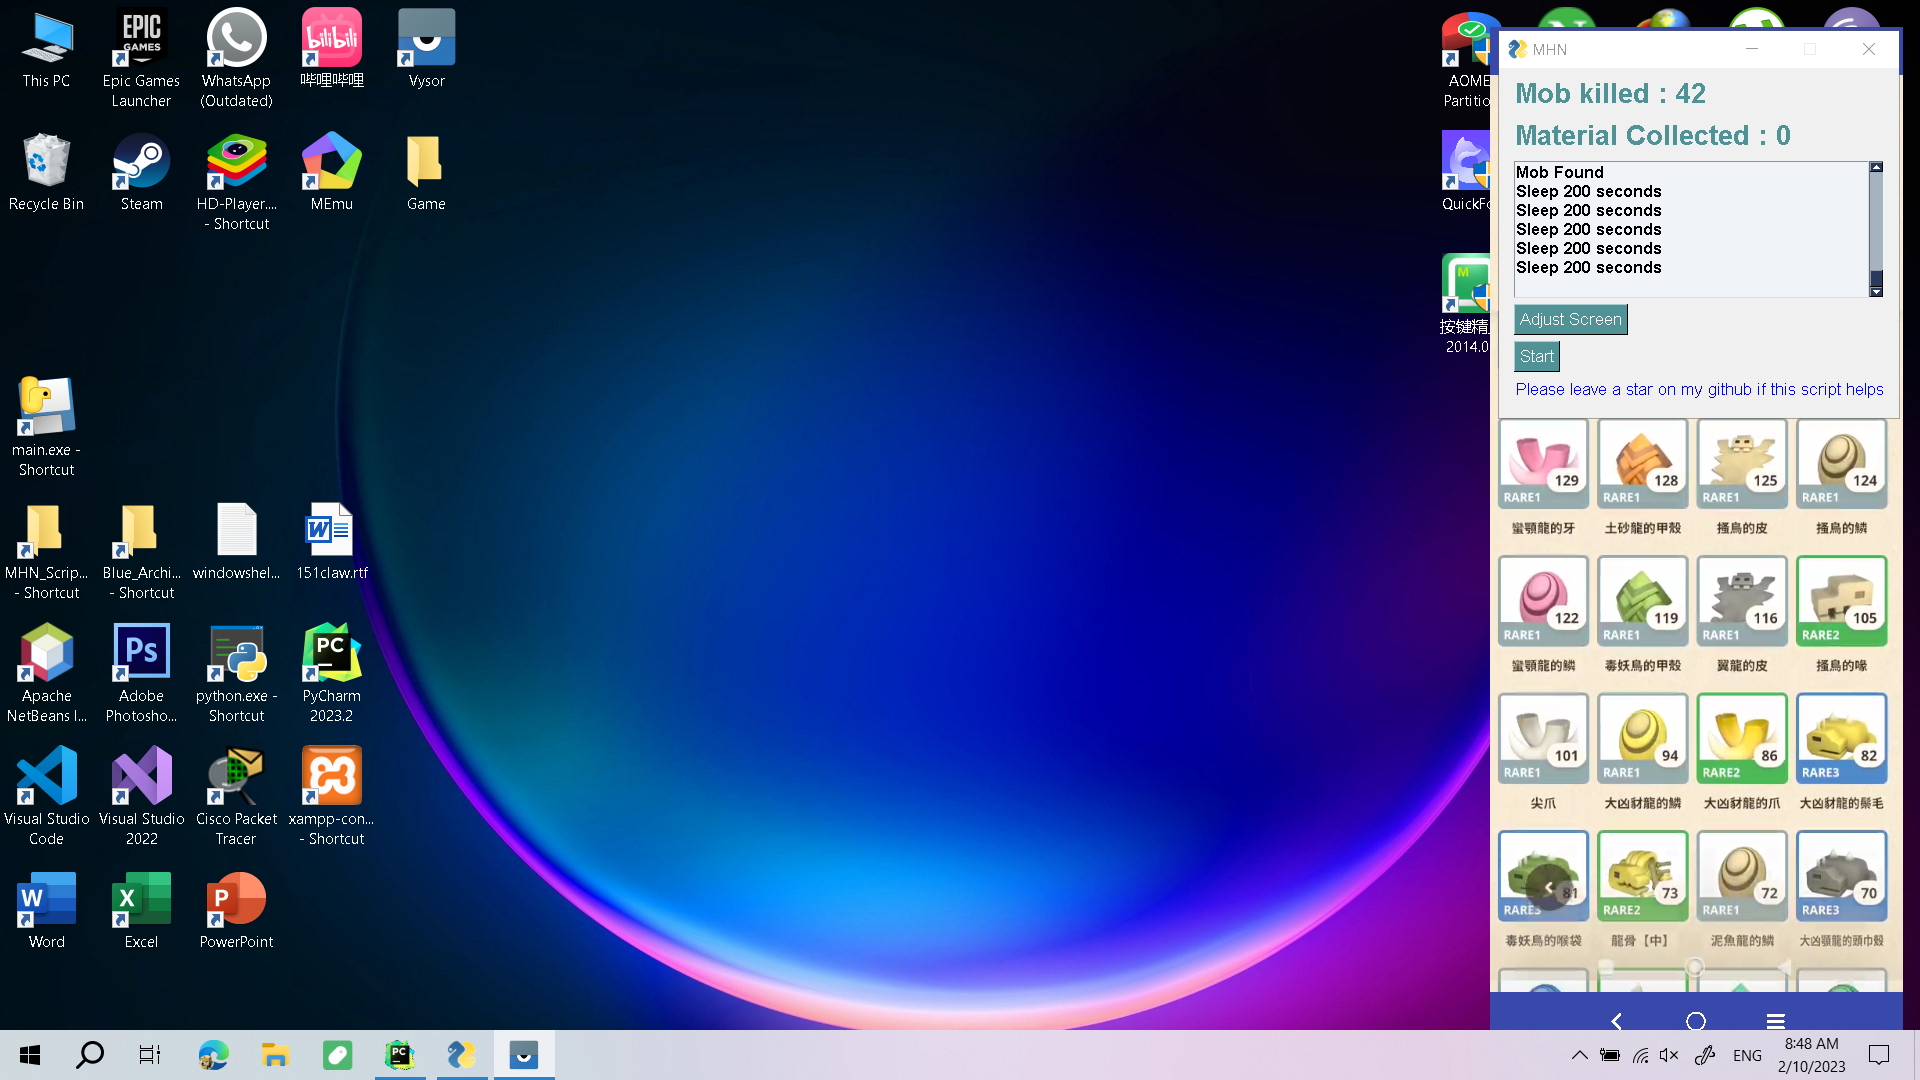 This PC
EPIC
GAMES
Epic Games
Launcher
WhatsApp
(Outdated)
bilibili
哔哩哔哩
Vysor
Recycle Bin
Steam
HD-Player....
- Shortcut
MEmu
Game
main.exe -
Shortcut
MHN_Scrip...
- Shortcut
Blue_Archi...
- Shortcut
windowshel...
W
151claw.rtf
Apache
NetBeans I...
Ps
Adobe
Photosho...
python.exe -
Shortcut
PC
PyCharm
2023.2
Visual Studio
Code
Visual Studio
2022
Cisco Packet
Tracer
xampp-con...
- Shortcut
W
Word
X
Excel
P
PowerPoint
AOME
Partitio
QuickFo
M
按键精
2014.0
MHN
Mob killed : 42
Material Collected : 0
Mob Found
Sleep 200 seconds
Sleep 200 seconds
Sleep 200 seconds
Sleep 200 seconds
Sleep 200 seconds
Adjust Screen
Start
Please leave a star on my github if this script helps
129 128 125 124
RARE1 RARE1 RARE1 RARE1
蠻顎龍的牙 土砂龍的甲殼 搔鳥的皮 搔鳥的鱗
122 119 116 105
RARE1 RARE1 RARE1 RARE2
蠻顎龍的鱗 毒妖鳥的甲殼 翼龍的皮 搔鳥的喙
101 94 86 82
RARE1 RARE1 RARE2 RARE3
尖爪 大凶豺龍的鱗 大凶豺龍的爪 大凶豺龍的鬃毛
81 73 72 70
RARE3 RARE2 RARE1 RARE3
毒妖鳥的喉袋 龍骨【中】 泥魚龍的鱗 大凶顎龍的頭巾殼
PC
ENG
8:48 AM
2/10/2023